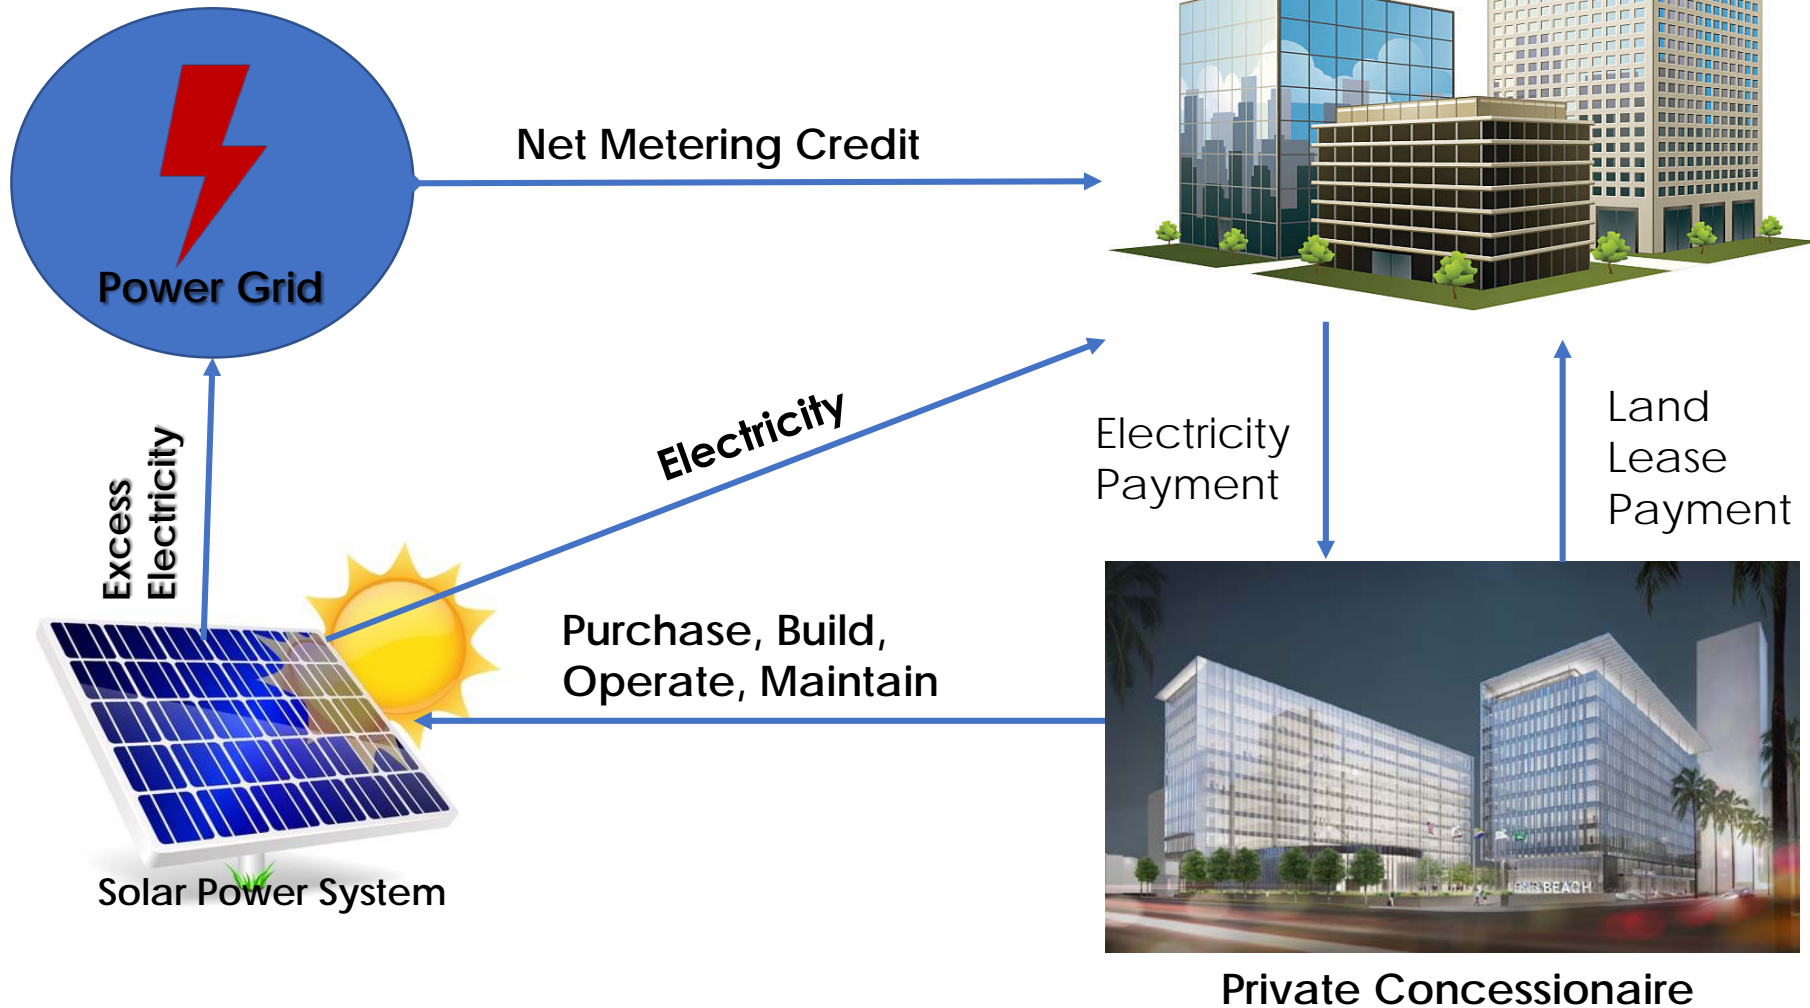 Net Metering Credit
Power Grid
Excess
Electricity
Electricity
Electricity
Payment
Land
Lease
Payment
Purchase, Build,
Operate, Maintain
Solar Power System
BEACH
Private Concessionaire